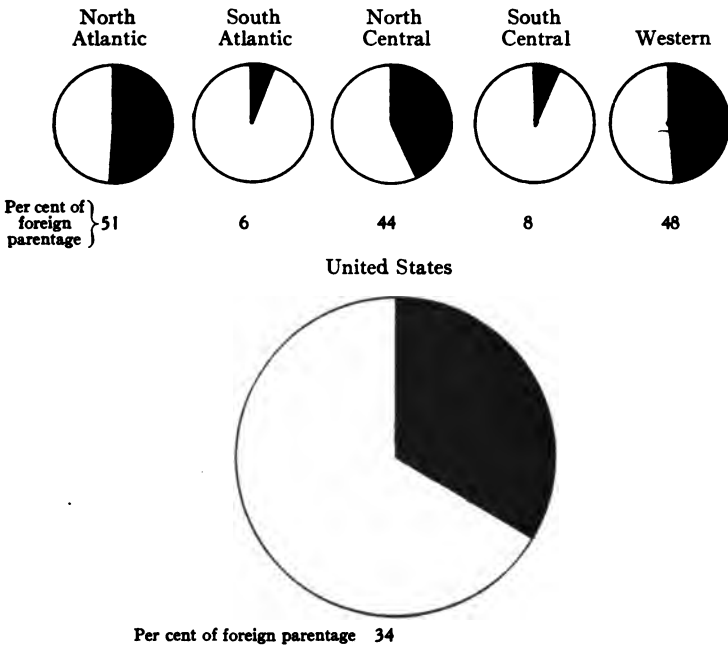 North Atlantic
South Atlantic
North Central
South Central
Western
Per cent of foreign parentage } 51 6 44 8 48
United States
Per cent of foreign parentage 34